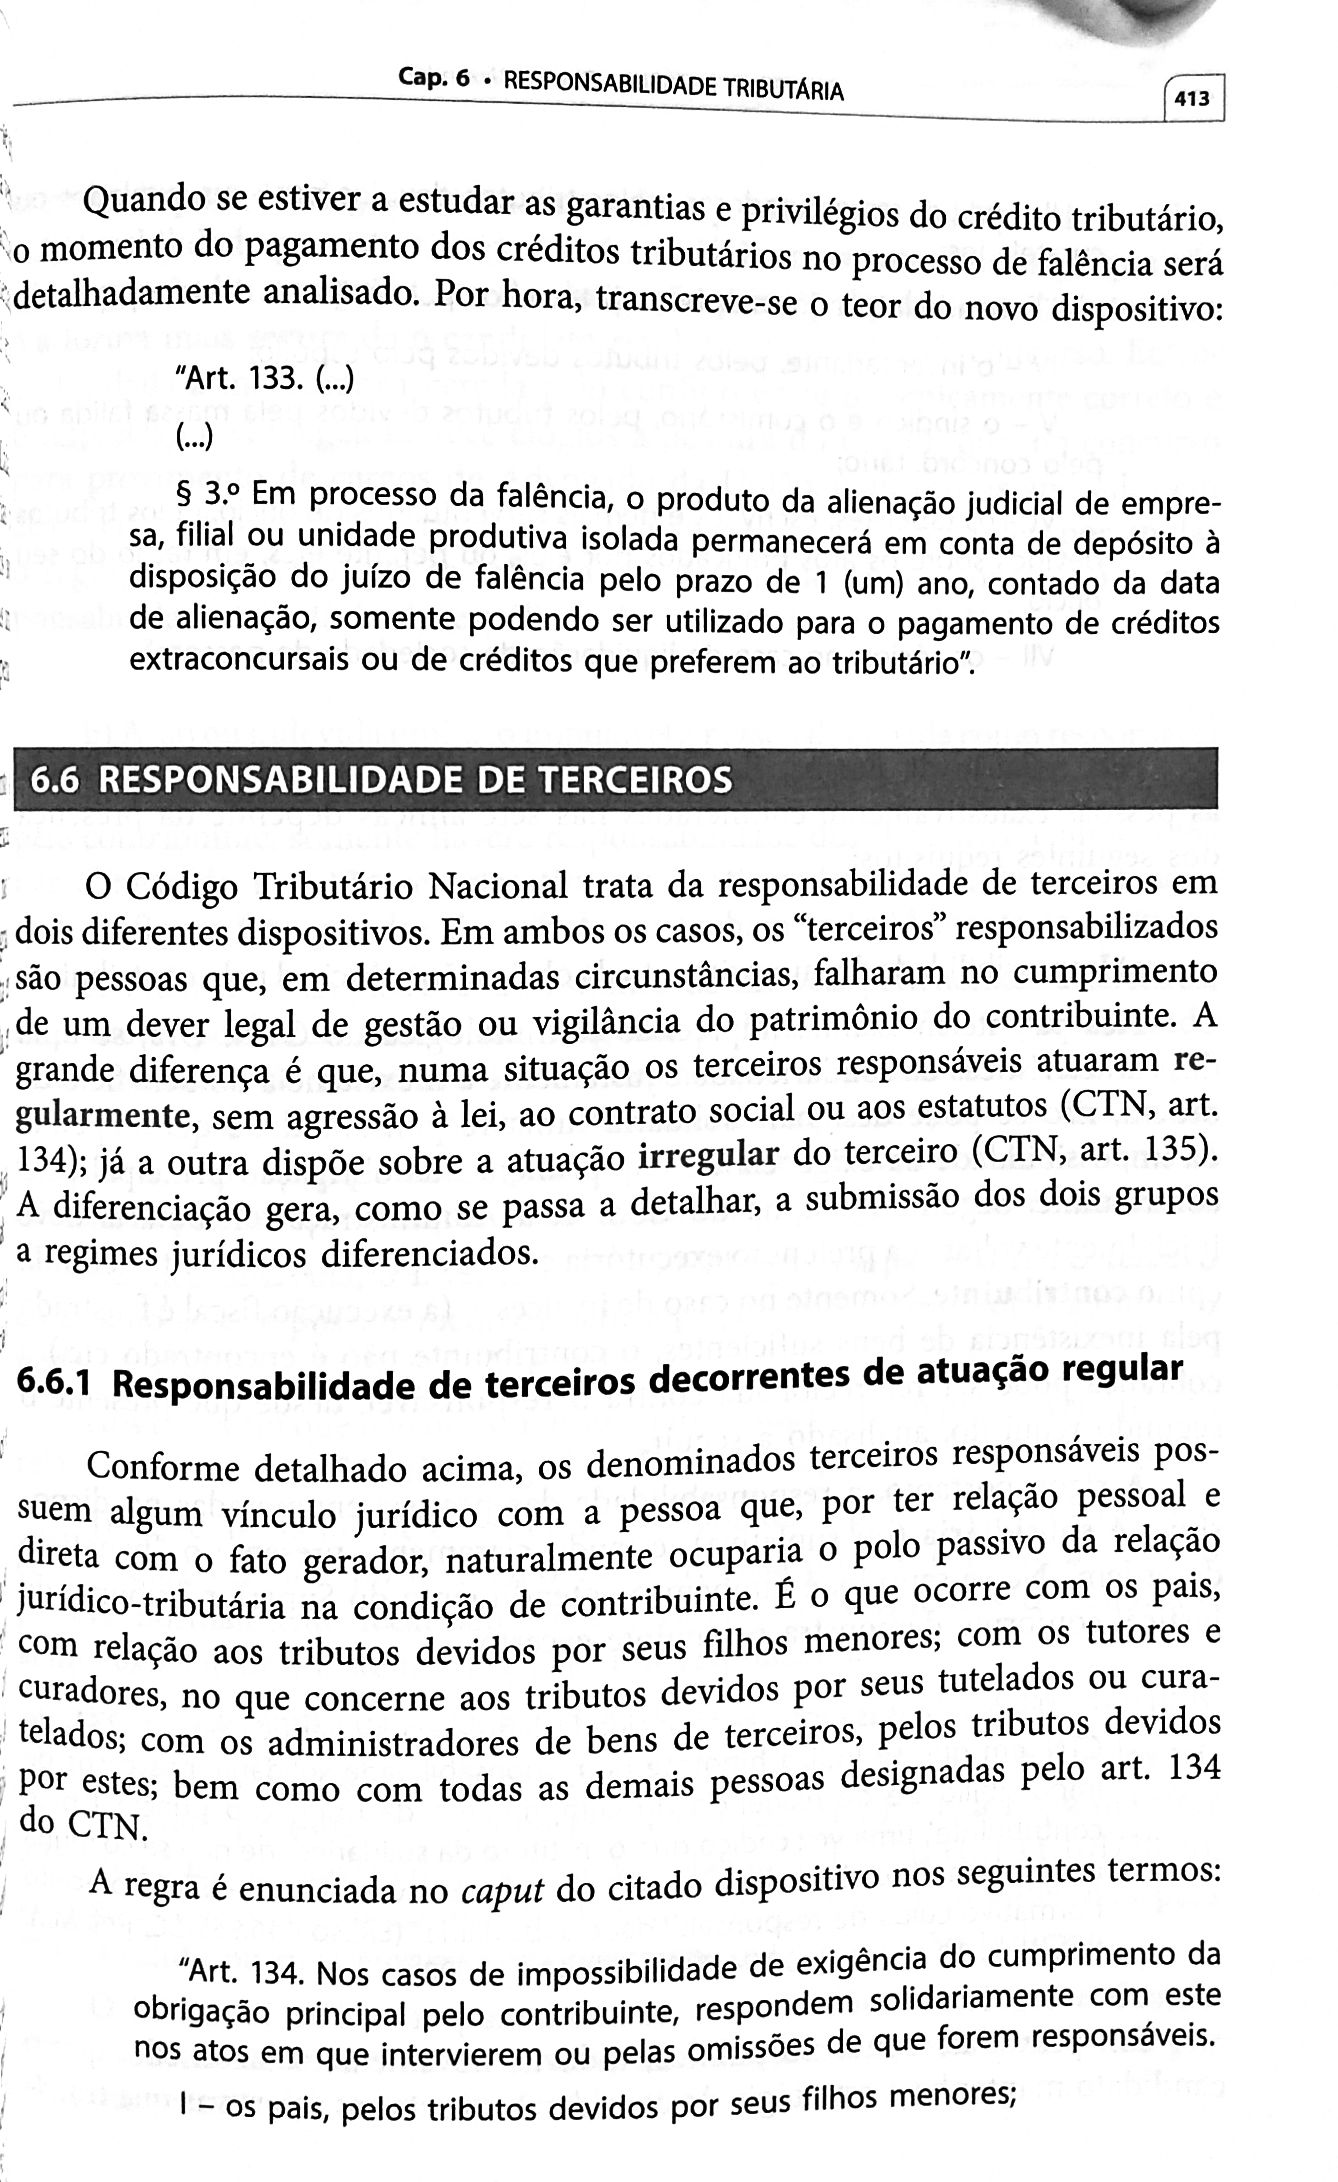 Cap. 6 • RESPONSABILIDADE TRIBUTÁRIA
413
Quando se estiver a estudar as garantias e privilégios do crédito tributário,
o momento do pagamento dos créditos tributários no processo de falência será
detalhadamente analisado. Por hora, transcreve-se o teor do novo dispositivo:
"Art. 133. (...)
(...)
§ 3.º Em processo da falência, o produto da alienação judicial de empre-
sa, filial ou unidade produtiva isolada permanecerá em conta de depósito à
disposição do juízo de falência pelo prazo de 1 (um) ano, contado da data
de alienação, somente podendo ser utilizado para o pagamento de créditos
extraconcursais ou de créditos que preferem ao tributário".
6.6 RESPONSABILIDADE DE TERCEIROS
O Código Tributário Nacional trata da responsabilidade de terceiros em
dois diferentes dispositivos. Em ambos os casos, os “terceiros” responsabilizados
são pessoas que, em determinadas circunstâncias, falharam no cumprimento
de um dever legal de gestão ou vigilância do patrimônio do contribuinte. A
grande diferença é que, numa situação os terceiros responsáveis atuaram re-
gularmente, sem agressão à lei, ao contrato social ou aos estatutos (CTN, art.
134); já a outra dispõe sobre a atuação irregular do terceiro (CTN, art. 135).
A diferenciação gera, como se passa a detalhar, a submissão dos dois grupos
a regimes jurídicos diferenciados.
6.6.1 Responsabilidade de terceiros decorrentes de atuação regular
Conforme detalhado acima, os denominados terceiros responsáveis pos-
suem algum vínculo jurídico com a pessoa que, por ter relação pessoal e
direta com o fato gerador, naturalmente ocuparia o polo passivo da relação
jurídico-tributária na condição de contribuinte. É o que ocorre com os pais,
com relação aos tributos devidos por seus filhos menores; com os tutores e
curadores, no que concerne aos tributos devidos por seus tutelados ou cura-
telados; com os administradores de bens de terceiros, pelos tributos devidos
por estes; bem como com todas as demais pessoas designadas pelo art. 134
do CTN.
A regra é enunciada no caput do citado dispositivo nos seguintes termos:
"Art. 134. Nos casos de impossibilidade de exigência do cumprimento da
obrigação principal pelo contribuinte, respondem solidariamente com este
nos atos em que intervierem ou pelas omissões de que forem responsáveis.
I – os pais, pelos tributos devidos por seus filhos menores;